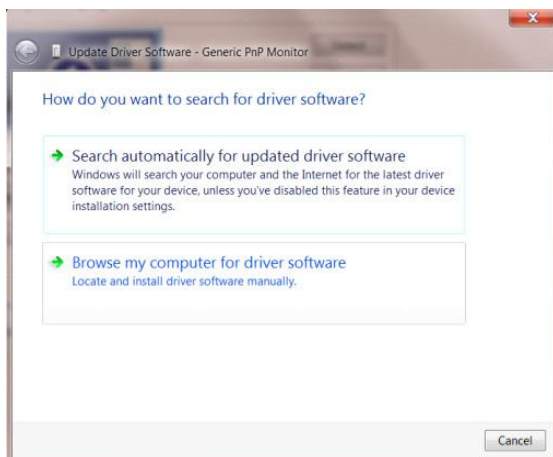 Update Driver Software - Generic PnP Monitor
How do you want to search for driver software?
Search automatically for updated driver software
Windows will search your computer and the Internet for the latest driver
software for your device, unless you've disabled this feature in your device
installation settings.
Browse my computer for driver software
Locate and install driver software manually.
Cancel